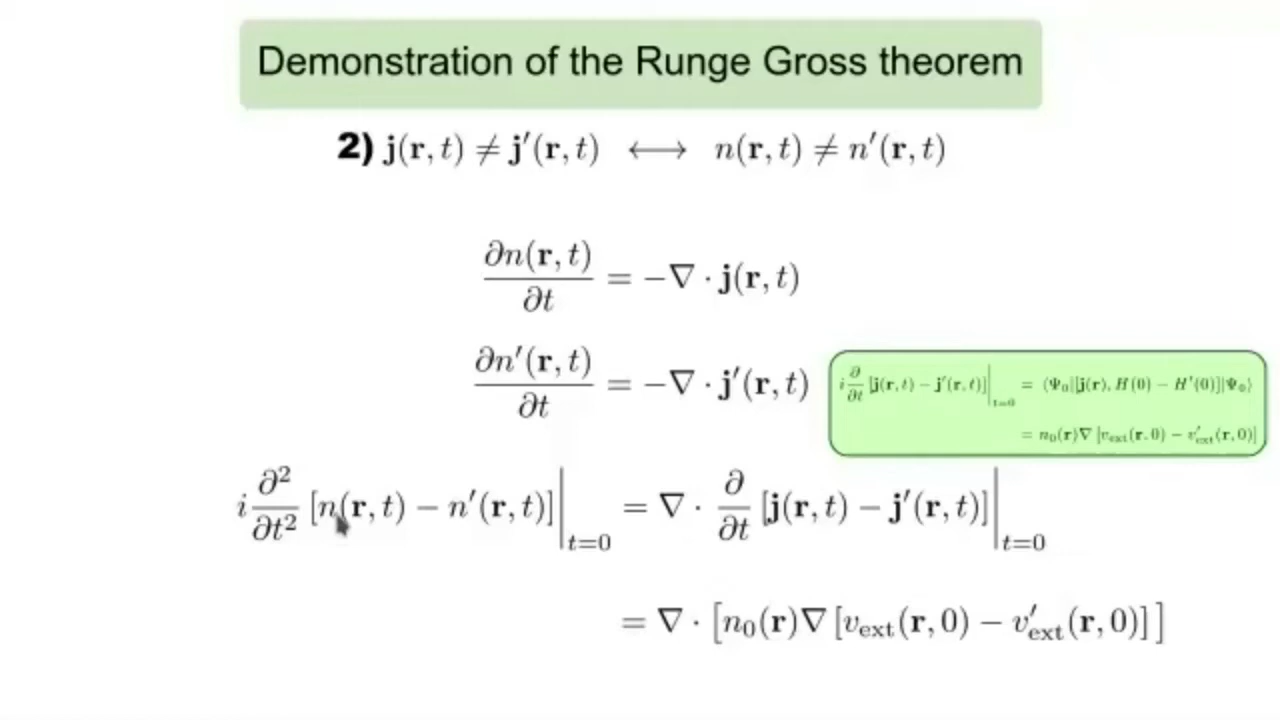 Demonstration of the Runge Gross theorem
2) j(r, t) ≠ j′(r, t) ⟷ n(r, t) ≠ n′(r, t)
∂n(r, t)/∂t = −∇ · j(r, t)
∂n′(r, t)/∂t = −∇ · j′(r, t)
i ∂/∂t [j(r, t) − j′(r, t)]|t=0 = ⟨Ψ0|[j(r), H(0) − H′(0)]|Ψ0⟩
= n0(r)∇ [vext(r, 0) − v′ext(r, 0)]
i ∂²/∂t² [n(r, t) − n′(r, t)]|t=0 = ∇ · ∂/∂t [j(r, t) − j′(r, t)]|t=0
= ∇ · [n0(r)∇ [vext(r, 0) − v′ext(r, 0)] ]